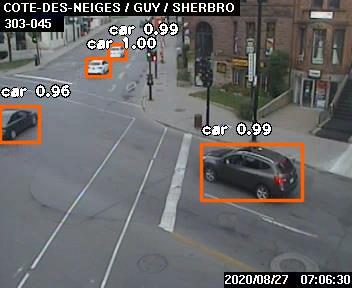 COTE-DES-NEIGES / GUY / SHERBRO
303-045
car 0.99
car 1.00
car 0.96
car 0.99
2020/08/27 07:06:30